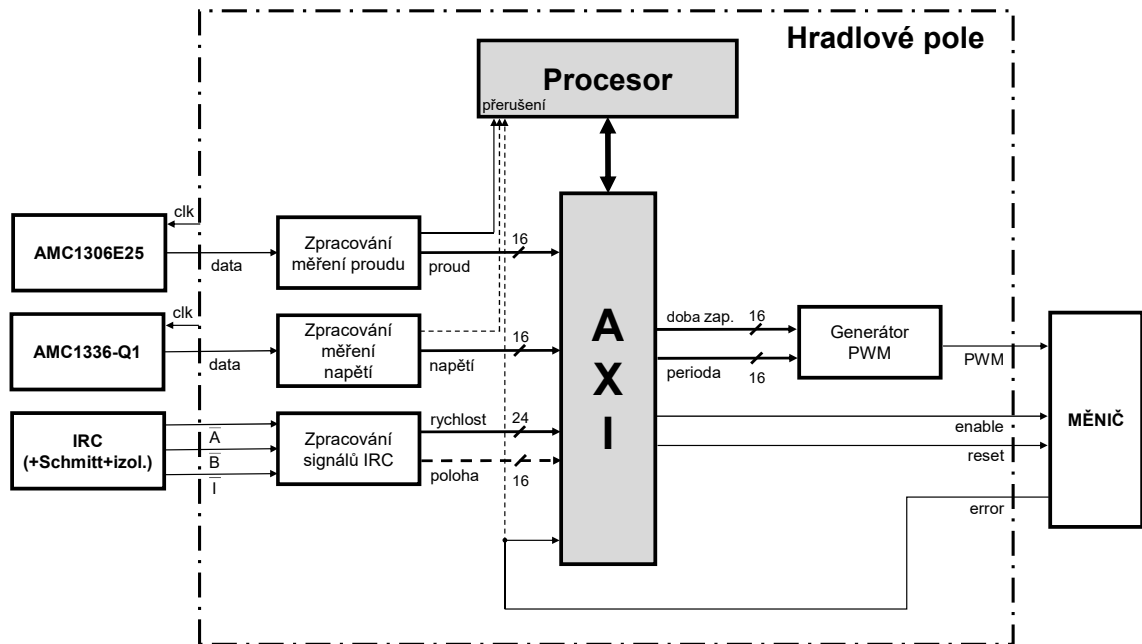 Hradlové pole
Procesor
přerušení
clk
AMC1306E25
data
Zpracování
měření proudu
16
proud
clk
AMC1336-Q1
data
Zpracování
měření
napětí
16
napětí
IRC
(+Schmitt+izol.)
A
B
I
Zpracování
signálů IRC
rychlost
24
poloha
16
A
X
I
doba zap.
16
perioda
16
Generátor
PWM
PWM
enable
reset
error
MĚNIČ